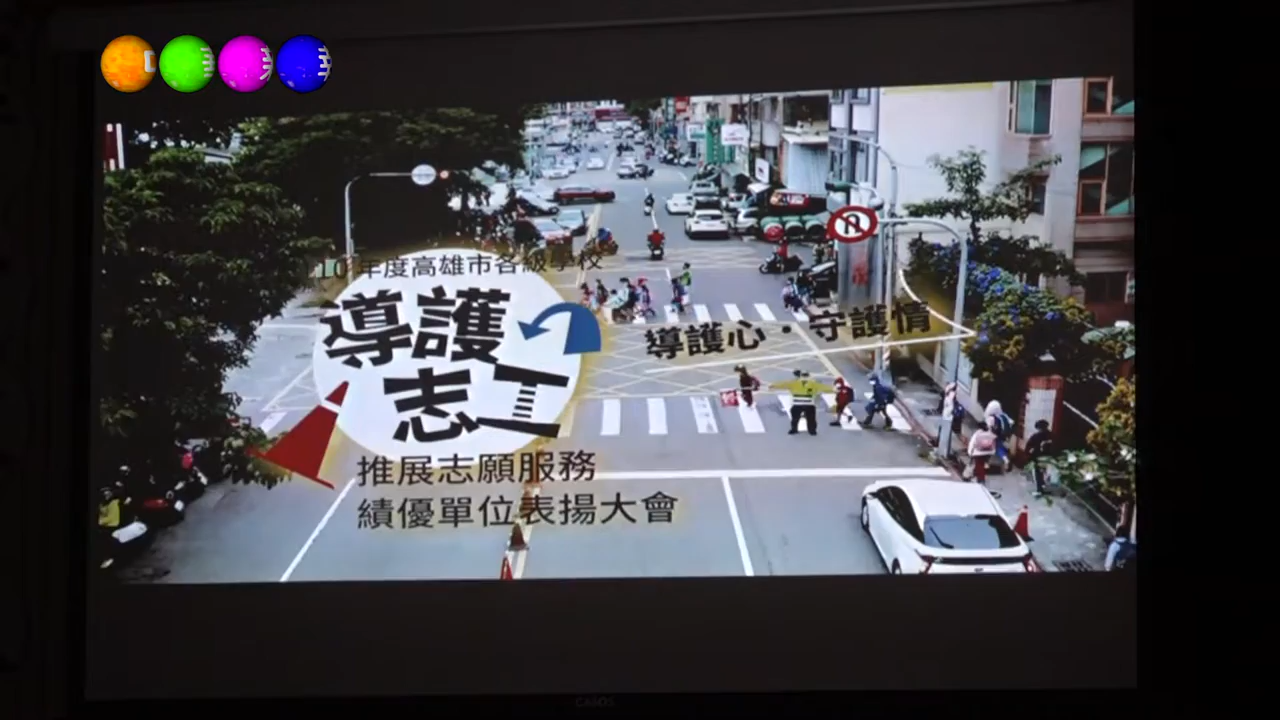 年度高雄市各級學校
導護
志工
導護心・守護情
推展志願服務
績優單位表揚大會
CASOS